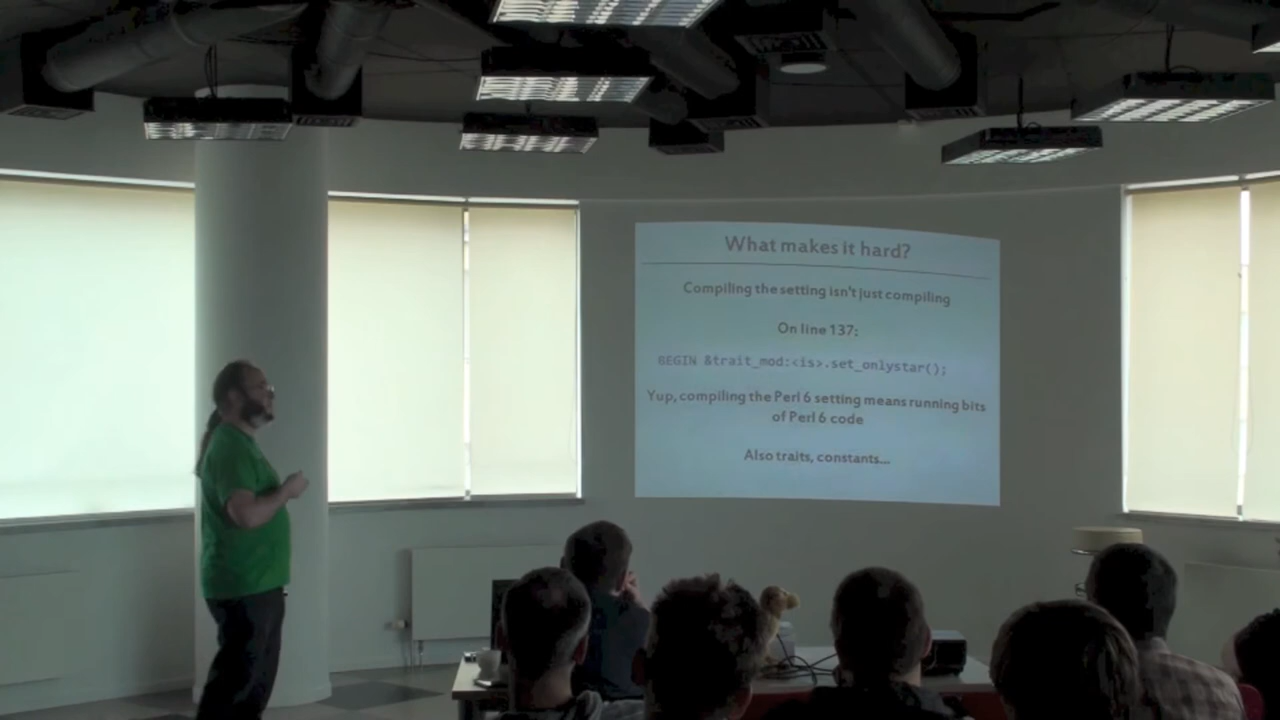 What makes it hard?
Compiling the setting isn't just compiling
On line 137:
BEGIN &trait_mod:<is>.set_onlystar();
Yup, compiling the Perl 6 setting means running bits
of Perl 6 code
Also traits, constants...